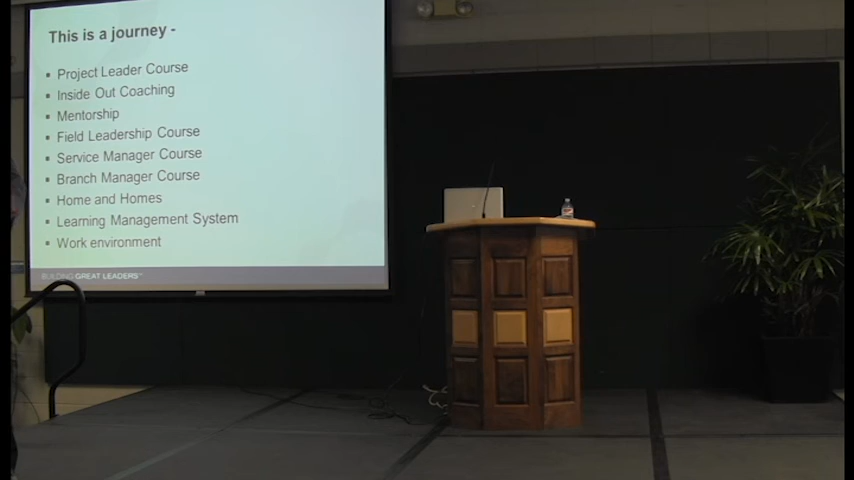 This is a journey -
▪ Project Leader Course
▪ Inside Out Coaching
▪ Mentorship
▪ Field Leadership Course
▪ Service Manager Course
▪ Branch Manager Course
▪ Home and Homes
▪ Learning Management System
▪ Work environment
BUILDING GREAT LEADERS™